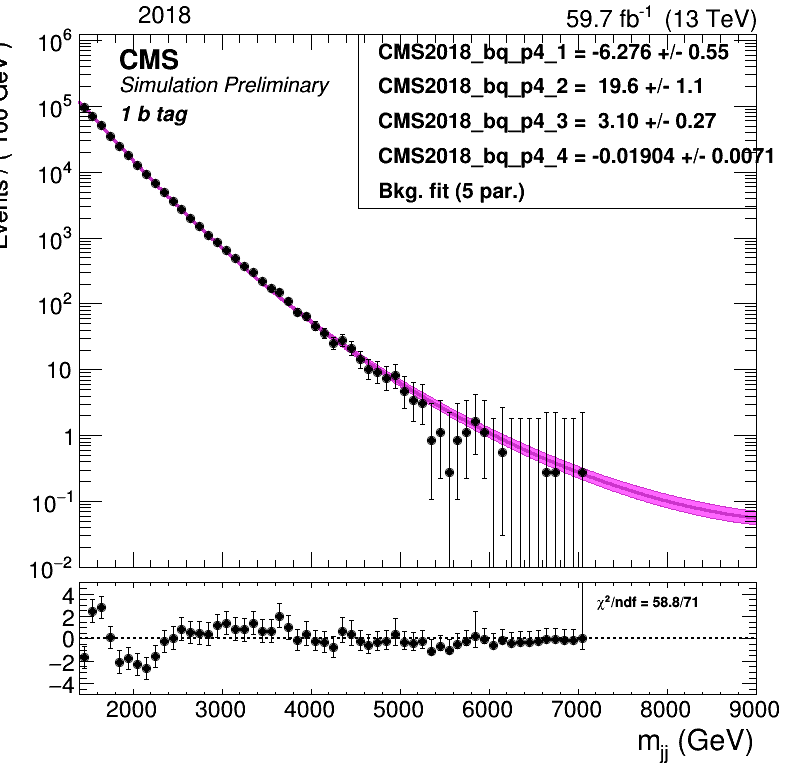 2018
59.7 fb⁻¹ (13 TeV)
CMS
Simulation Preliminary
1 b tag
CMS2018_bq_p4_1 = -6.276 +/- 0.55
CMS2018_bq_p4_2 = 19.6 +/- 1.1
CMS2018_bq_p4_3 = 3.10 +/- 0.27
CMS2018_bq_p4_4 = -0.01904 +/- 0.0071
Bkg. fit (5 par.)
Events / ( 100 GeV )
10⁶
10⁵
10⁴
10³
10²
10
1
10⁻¹
10⁻²
χ²/ndf = 58.8/71
4
2
0
−2
−4
2000 3000 4000 5000 6000 7000 8000 9000
m_jj (GeV)